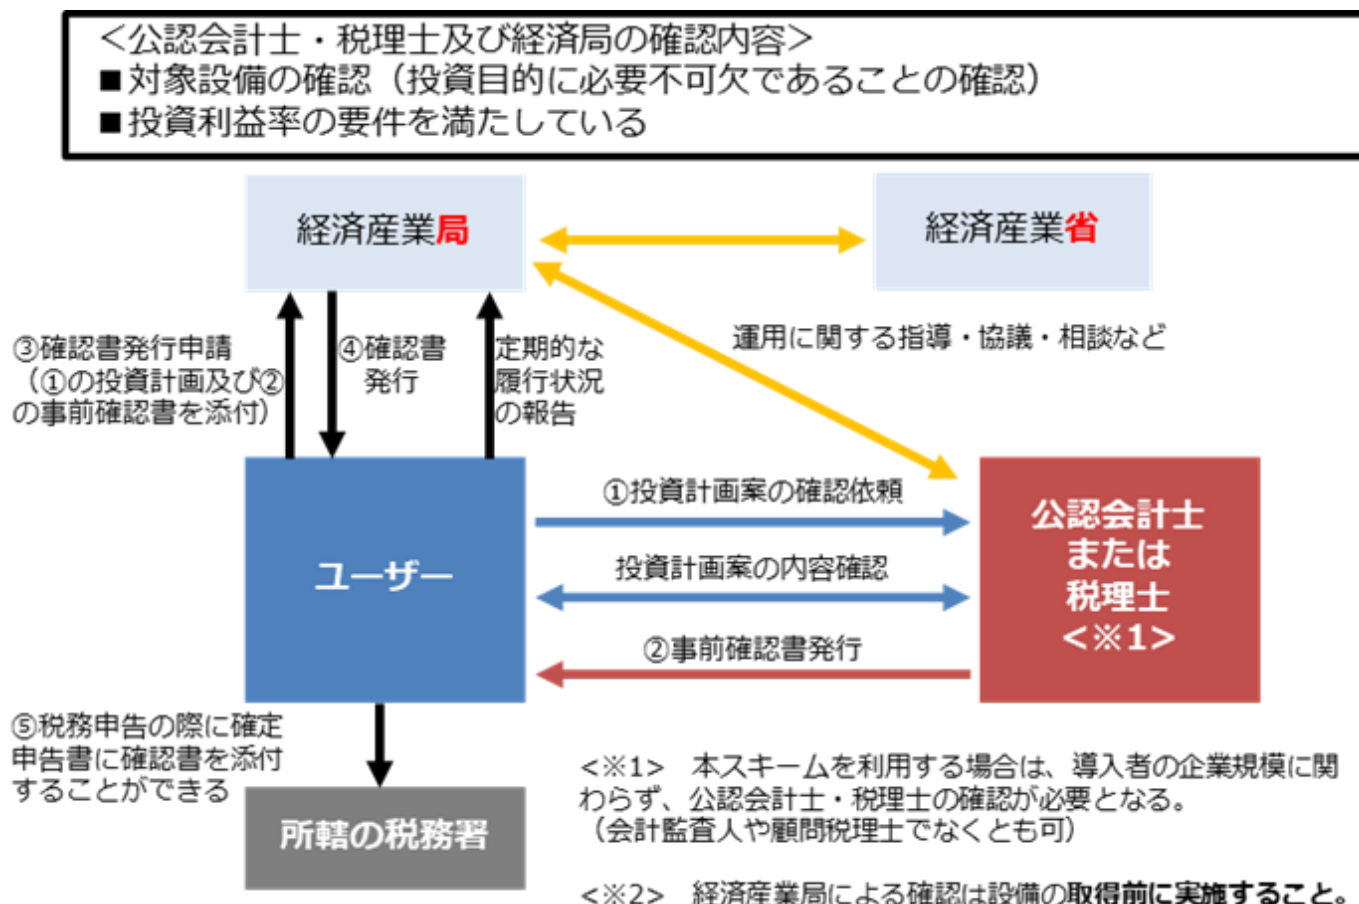 ＜公認会計士・税理士及び経済局の確認内容＞
■対象設備の確認（投資目的に必要不可欠であることの確認）
■投資利益率の要件を満たしている
経済産業局
経済産業省
運用に関する指導・協議・相談など
③確認書発行申請
（①の投資計画及び②
の事前確認書を添付）
④確認書
発行
定期的な
履行状況
の報告
①投資計画案の確認依頼
投資計画案の内容確認
②事前確認書発行
ユーザー
公認会計士
または
税理士
<※1>
⑤税務申告の際に確定
申告書に確認書を添付
することができる
所轄の税務署
<※1>　本スキームを利用する場合は、導入者の企業規模に関
わらず、公認会計士・税理士の確認が必要となる。
（会計監査人や顧問税理士でなくとも可）
<※2>　経済産業局による確認は設備の取得前に実施すること。